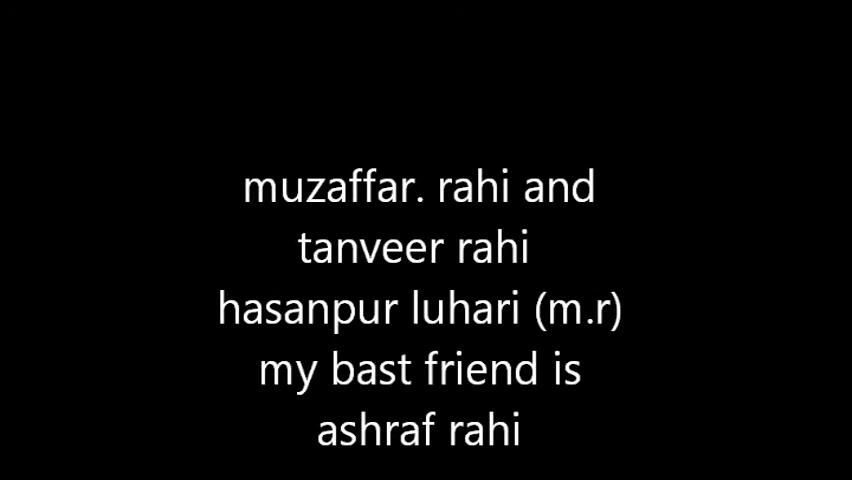 muzaffar. rahi and
tanveer rahi
hasanpur luhari (m.r)
my bast friend is
ashraf rahi